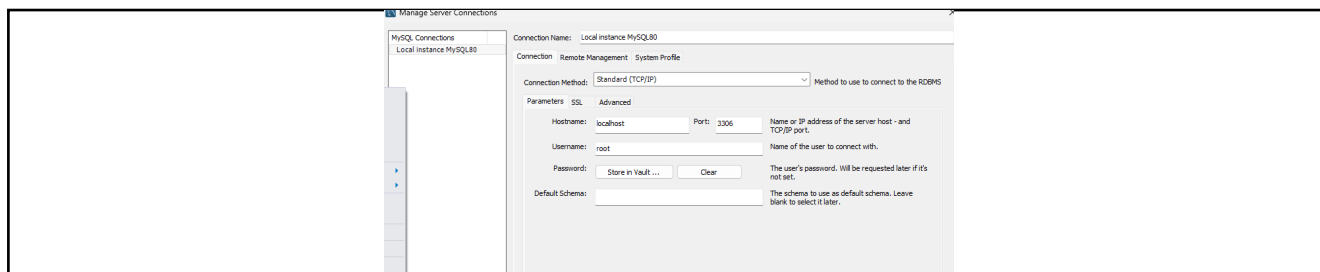 Manage Server Connections
MySQL Connections
Local instance MySQL80
Connection Name: Local instance MySQL80
Connection Remote Management System Profile
Connection Method: Standard (TCP/IP) Method to use to connect to the RDBMS
Parameters SSL Advanced
Hostname: localhost Port: 3306 Name or IP address of the server host - and
TCP/IP port.
Username: root Name of the user to connect with.
Password: Store in Vault ... Clear The user's password. Will be requested later if it's
not set.
Default Schema: The schema to use as default schema. Leave
blank to select it later.